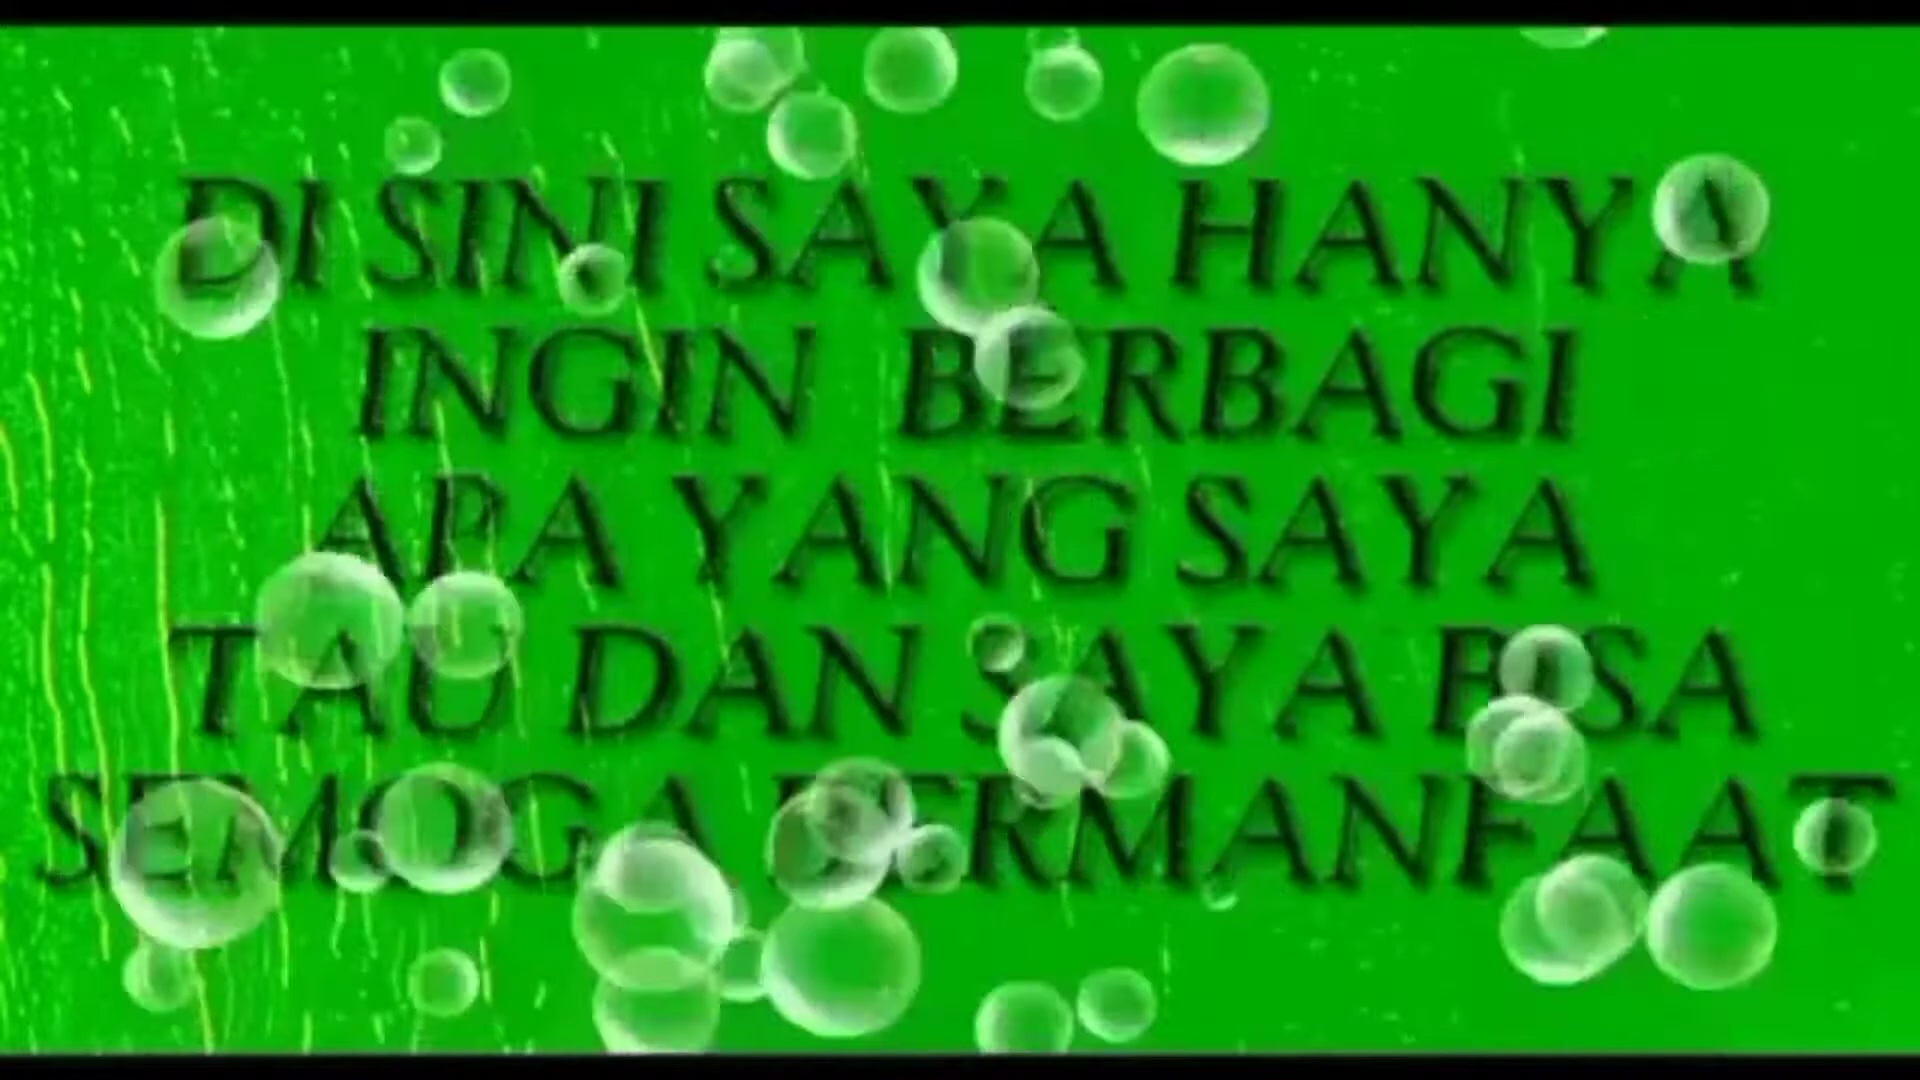 DI SINI SAYA HANYA
INGIN BERBAGI
APA YANG SAYA
TAU DAN SAYA BISA
SEMOGA BERMANFAAT